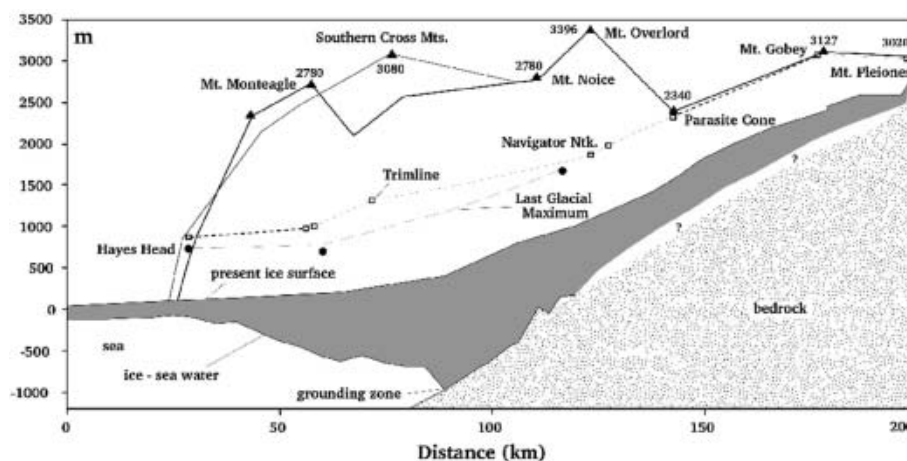 3500
m
3000
2500
2000
1500
1000
500
0
-500
-1000
Southern Cross Mts.
3080
Mt. Monteagle
2780
2780
Mt. Noice
3396
Mt. Overlord
Mt. Gobey
3127
3020
Mt. Pleiones
2340
Parasite Cone
Navigator Ntk.
Trimline
Last Glacial
Maximum
Hayes Head
present ice surface
?
?
bedrock
sea
ice - sea water
grounding zone
0
50
100
150
200
Distance (km)